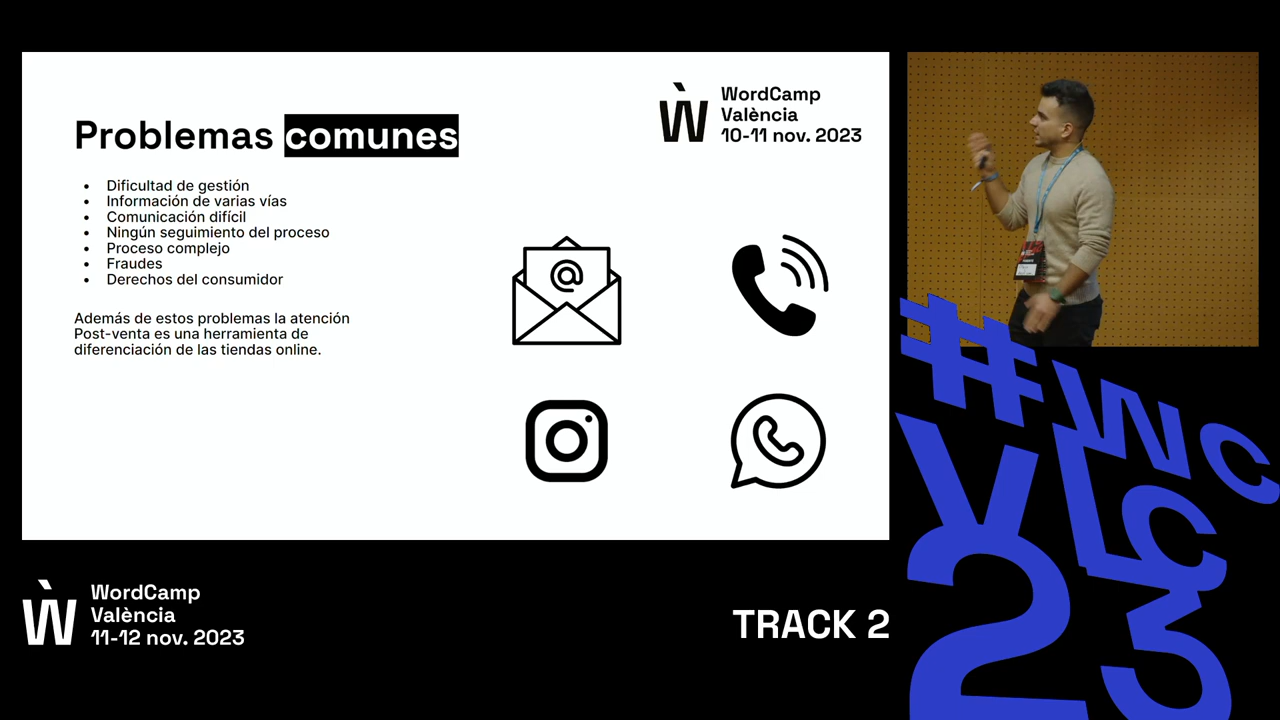 Problemas comunes
WordCamp
València
10-11 nov. 2023
• Dificultad de gestión
• Información de varias vías
• Comunicación difícil
• Ningún seguimiento del proceso
• Proceso complejo
• Fraudes
• Derechos del consumidor
Además de estos problemas la atención
Post-venta es una herramienta de
diferenciación de las tiendas online.
WordCamp
València
11-12 nov. 2023
TRACK 2
#WC
VLC
23